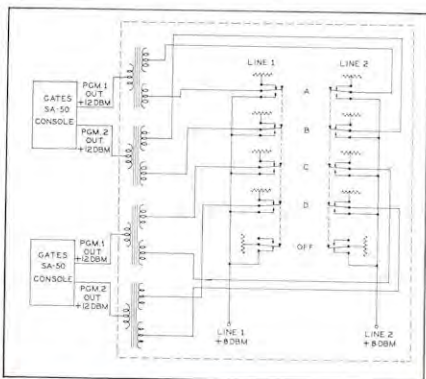 LINE 1
LINE 2
PGM.1
OUT
+12DBM
GATES
SA-50
CONSOLE
PGM.2
OUT
+12DBM
A
B
C
D
OFF
PGM.1
OUT
+12DBM
GATES
SA-50
CONSOLE
PGM.2
OUT
+12DBM
LINE 1
+8DBM
LINE 2
+8DBM